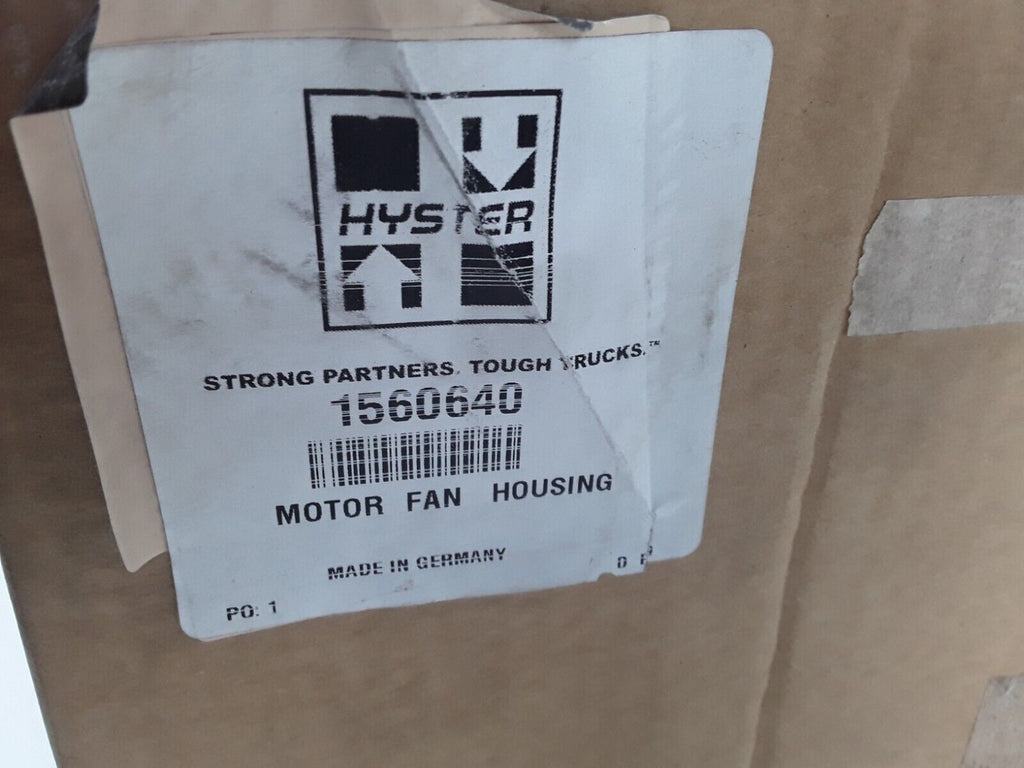 HYSTER
STRONG PARTNERS. TOUGH TRUCKS.™
1560640
MOTOR FAN HOUSING
MADE IN GERMANY
PO: 1
D